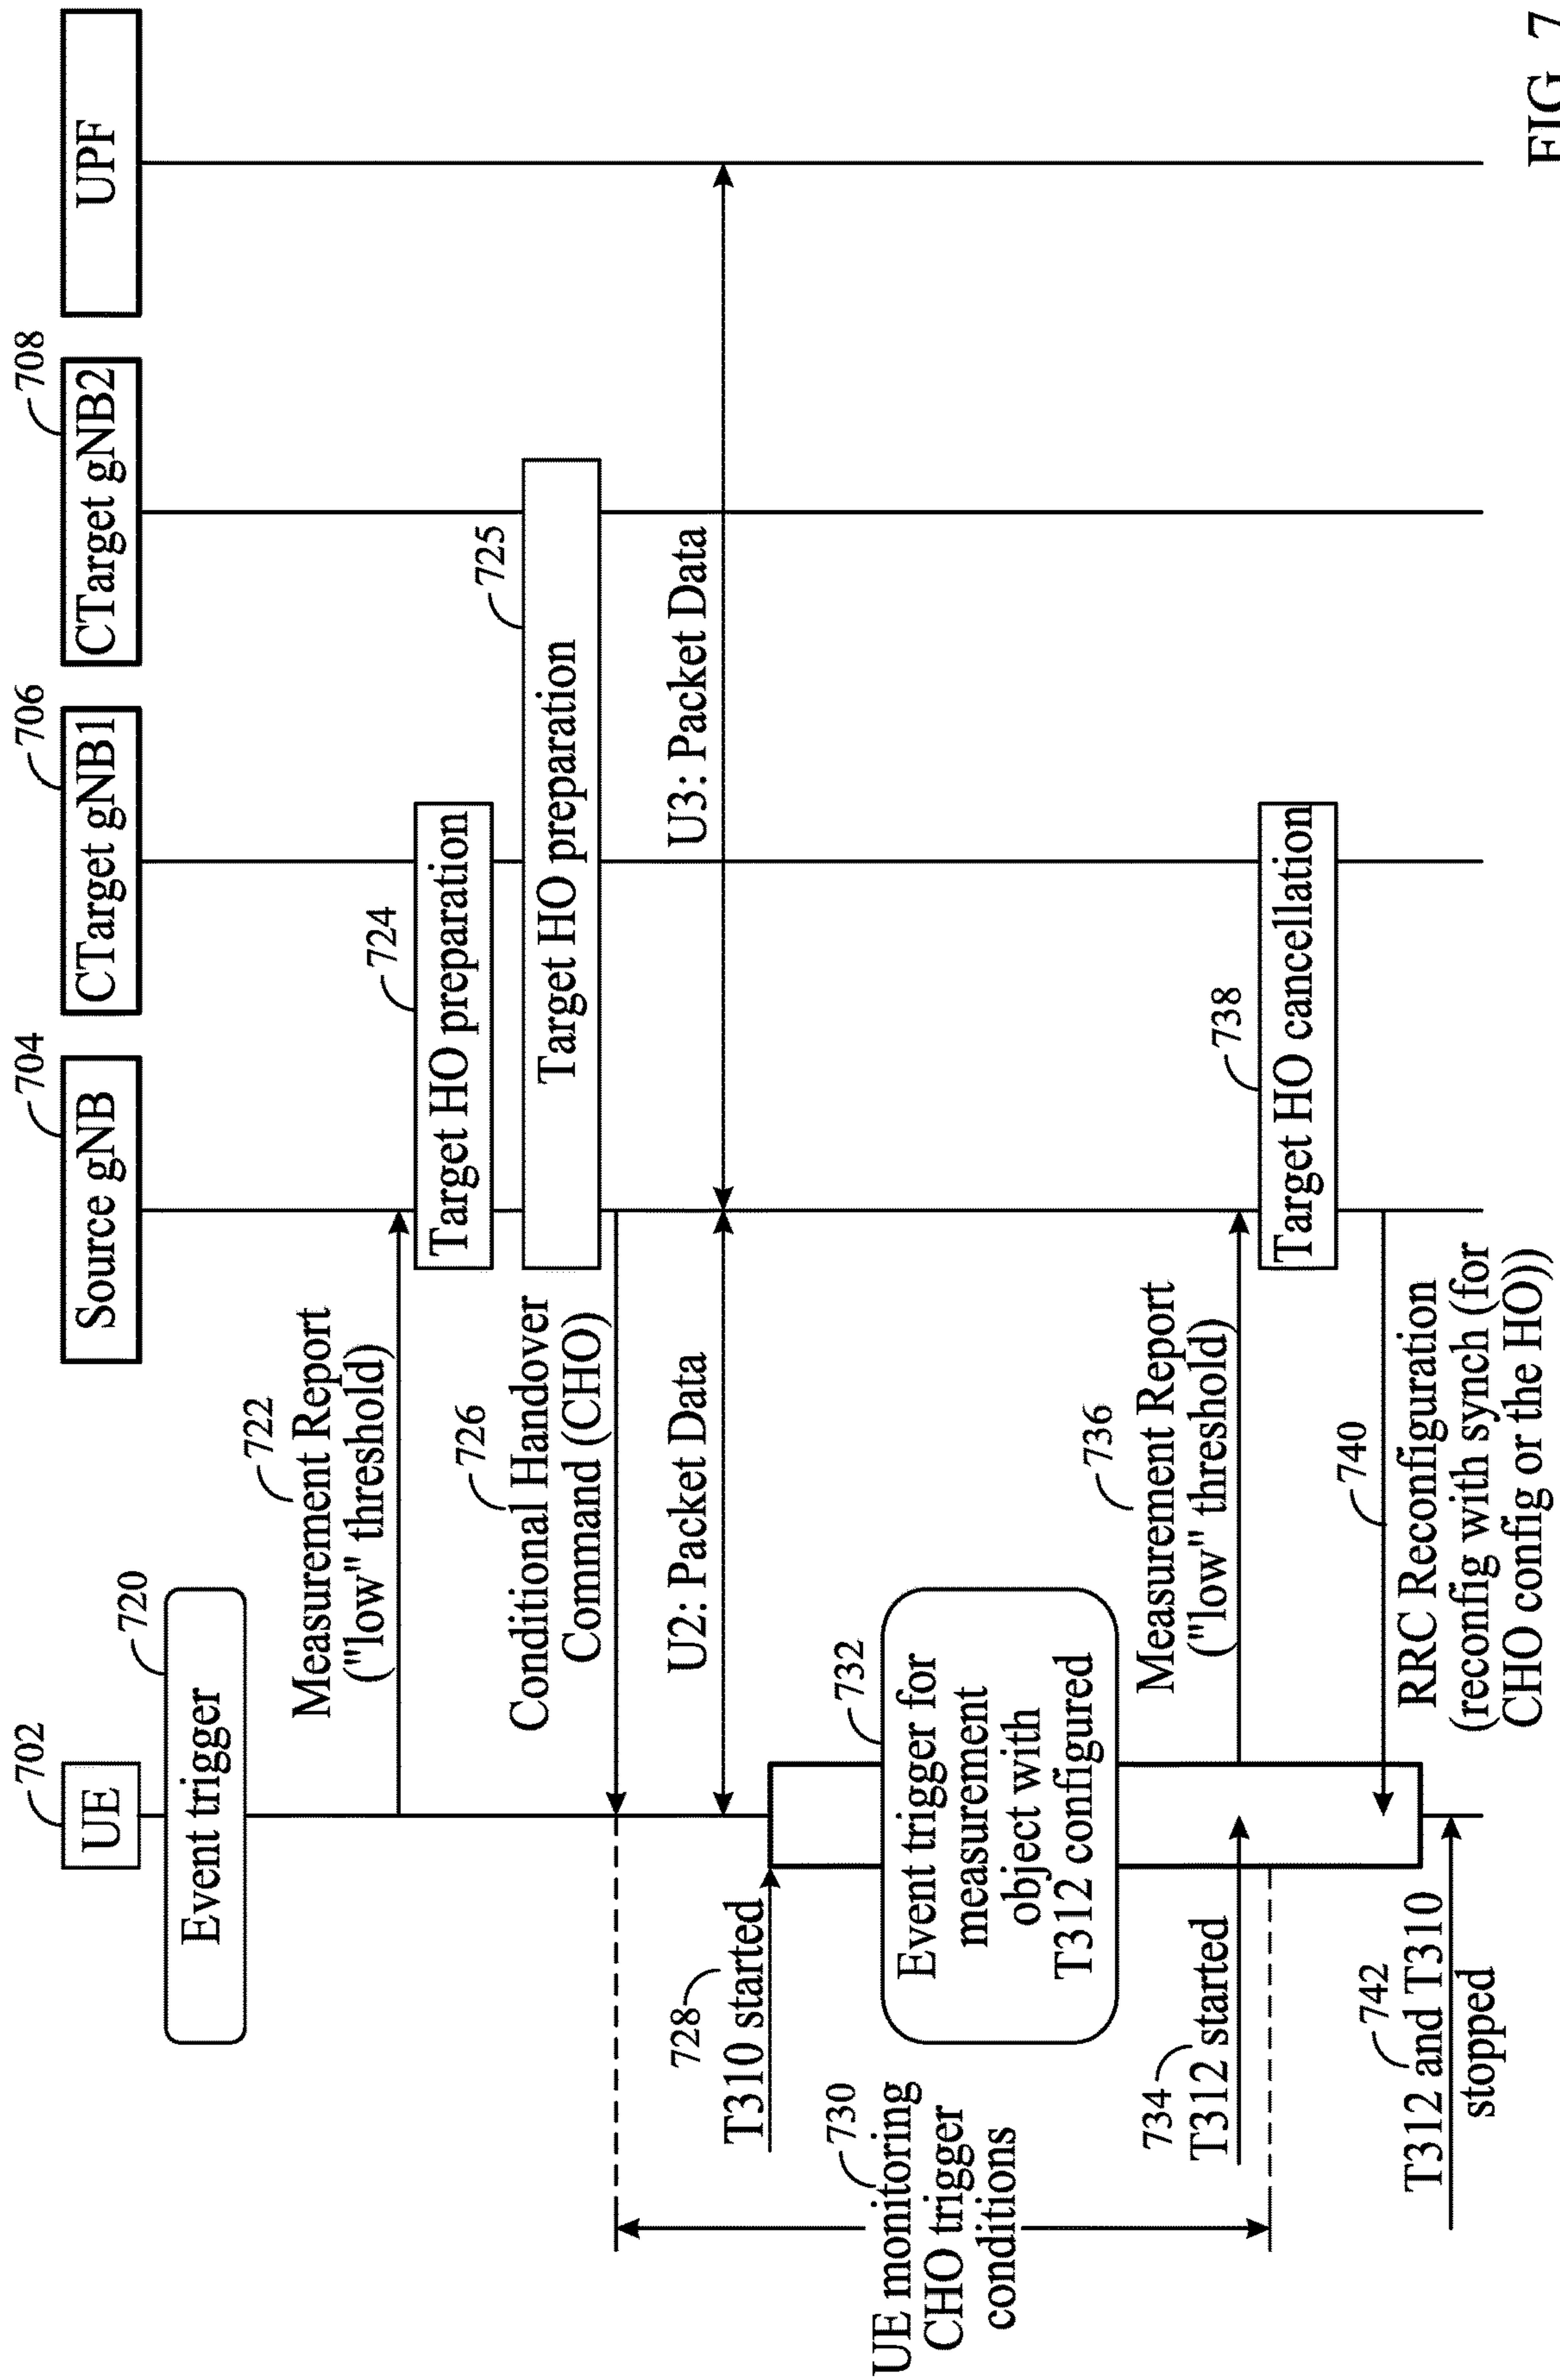 702
UE
704
Source gNB
706
CTarget gNB1
708
CTarget gNB2
UPF
720
Event trigger
722
Measurement Report
("low" threshold)
724
Target HO preparation
725
Target HO preparation
726
Conditional Handover
Command (CHO)
U2: Packet Data
U3: Packet Data
728
T310 started
730
UE monitoring
CHO trigger
conditions
732
Event trigger for
measurement
object with
T312 configured
734
T312 started
736
Measurement Report
("low" threshold)
738
Target HO cancellation
740
RRC Reconfiguration
(reconfig with synch (for
CHO config or the HO))
742
T312 and T310
stopped
FIG. 7